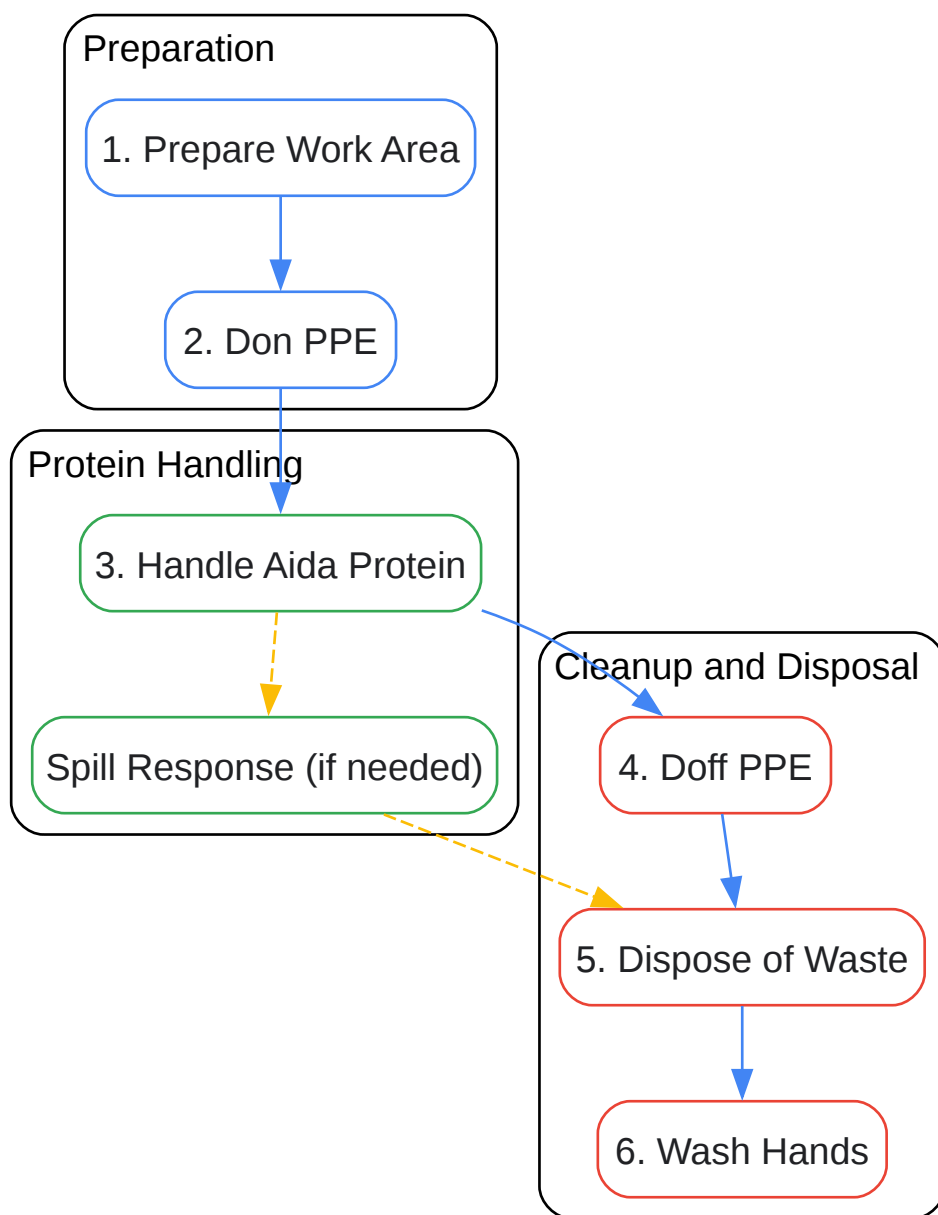 Preparation
1. Prepare Work Area
2. Don PPE
Protein Handling
3. Handle Aida Protein
Spill Response (if needed)
Cleanup and Disposal
4. Doff PPE
5. Dispose of Waste
6. Wash Hands